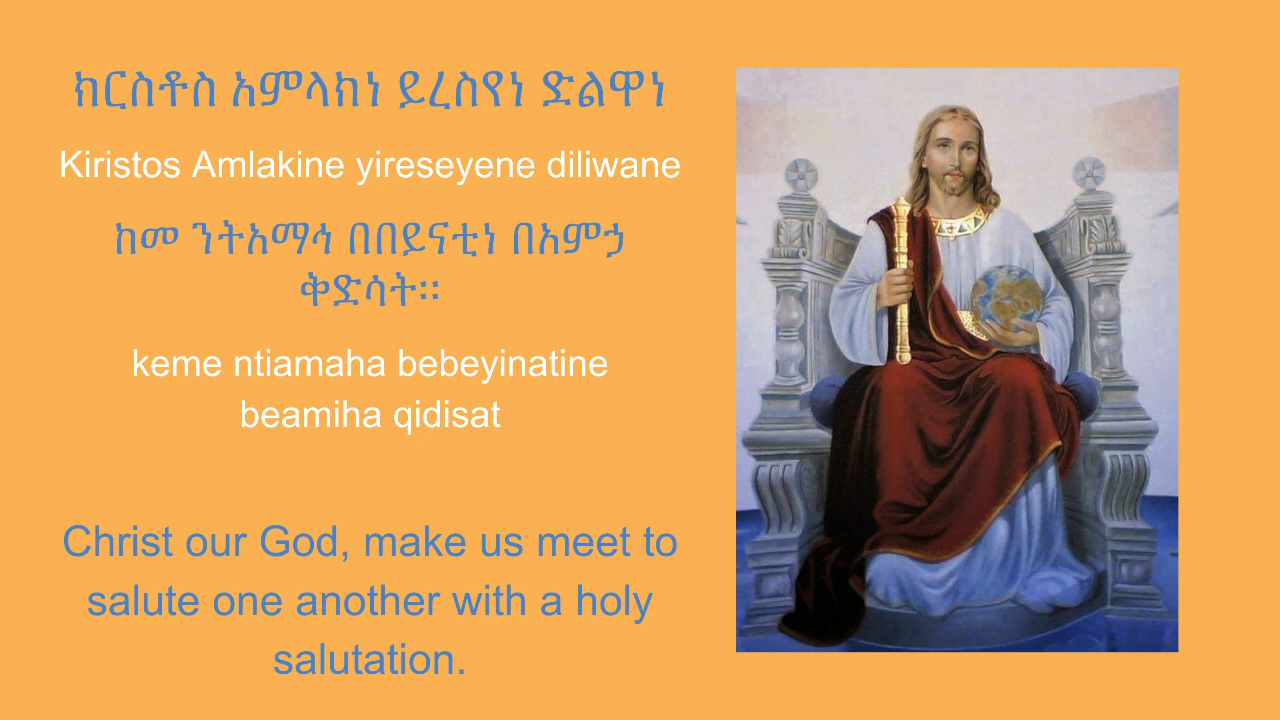 ክርስቶስ አምላክነ ይረስየነ ድልዋነ
Kiristos Amlakine yireseyene diliwane
ከመ ንትአማኅ በበይናቲነ በአምኃ
ቅድሳት፡፡
keme ntiamaha bebeyinatine
beamiha qidisat
Christ our God, make us meet to
salute one another with a holy
salutation.